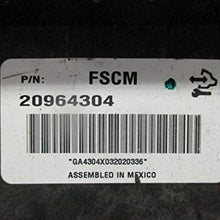 P/N: FSCM
20964304
"GA4304X032020336"
ASSEMBLED IN MEXICO